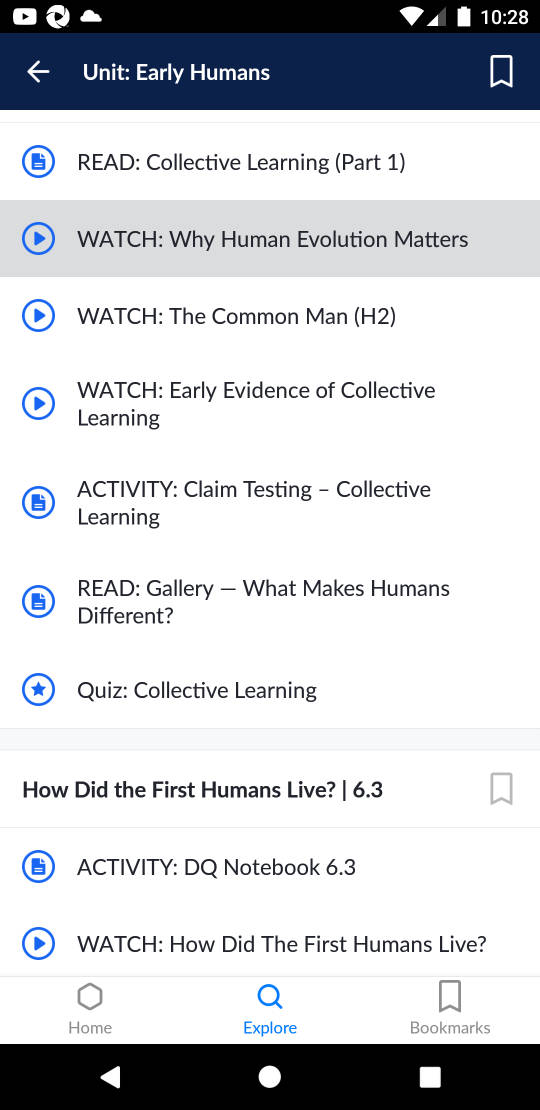 10:28
Unit: Early Humans
READ: Collective Learning (Part 1)
WATCH: Why Human Evolution Matters
WATCH: The Common Man (H2)
WATCH: Early Evidence of Collective
Learning
ACTIVITY: Claim Testing – Collective
Learning
READ: Gallery — What Makes Humans
Different?
Quiz: Collective Learning
How Did the First Humans Live? | 6.3
ACTIVITY: DQ Notebook 6.3
WATCH: How Did The First Humans Live?
Home
Explore
Bookmarks